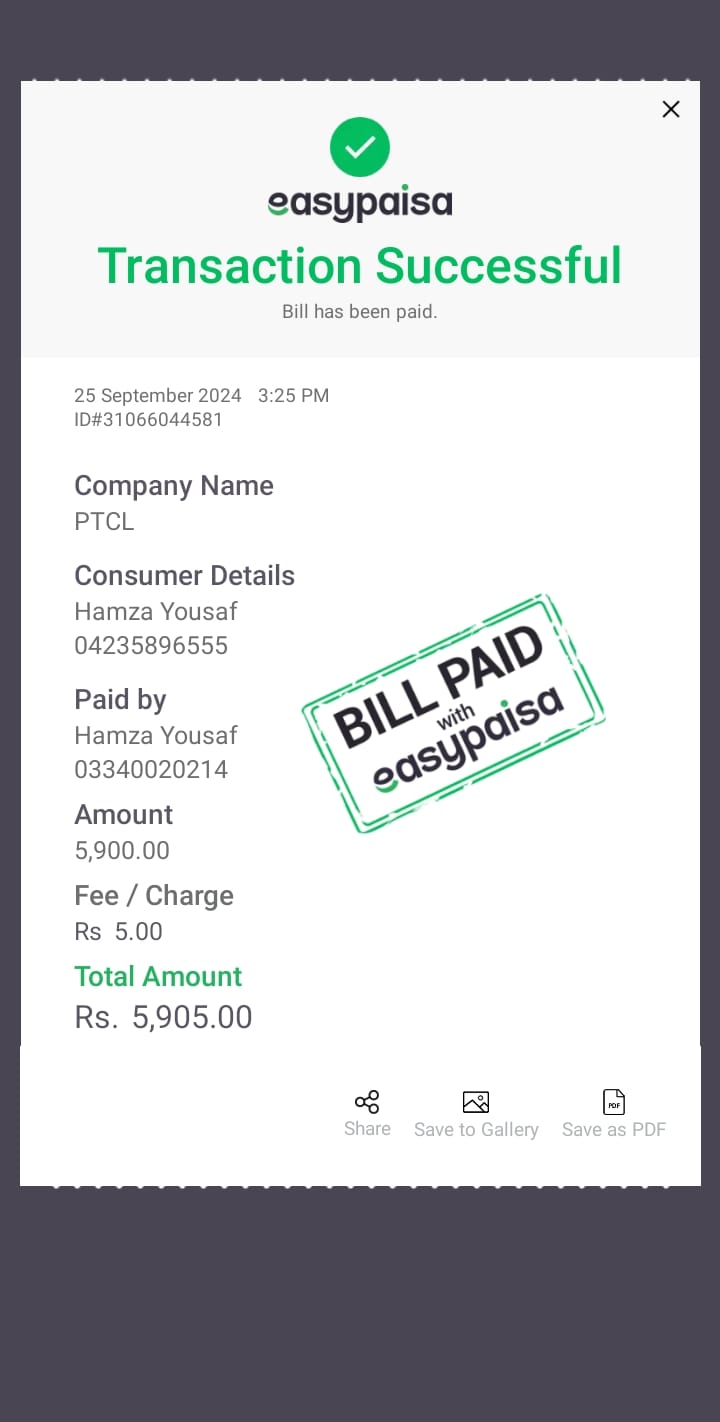 easypaisa
Transaction Successful
Bill has been paid.
25 September 2024 3:25 PM
ID#31066044581
Company Name
PTCL
Consumer Details
Hamza Yousaf
04235896555
Paid by
Hamza Yousaf
03340020214
BILL PAID
with
easypaisa
Amount
5,900.00
Fee / Charge
Rs 5.00
Total Amount
Rs. 5,905.00
Share
Save to Gallery
PDF
Save as PDF